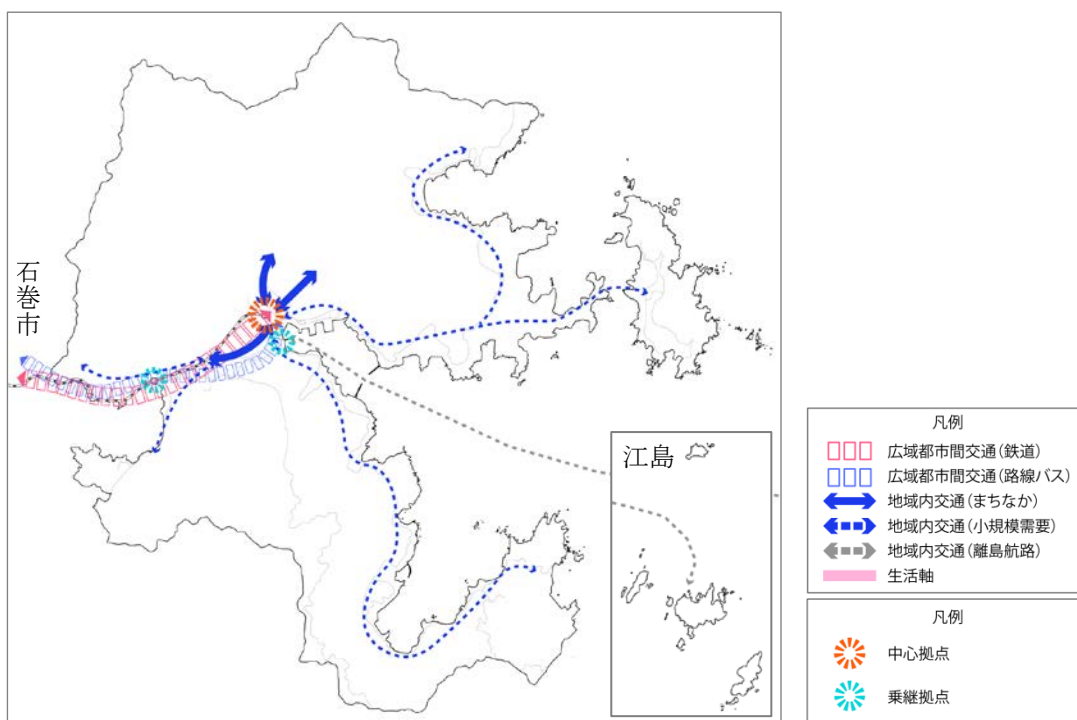 石巻市
江島
凡例
広域都市間交通(鉄道)
広域都市間交通(路線バス)
地域内交通(まちなか)
地域内交通(小規模需要)
地域内交通(離島航路)
生活軸
凡例
中心拠点
乗継拠点